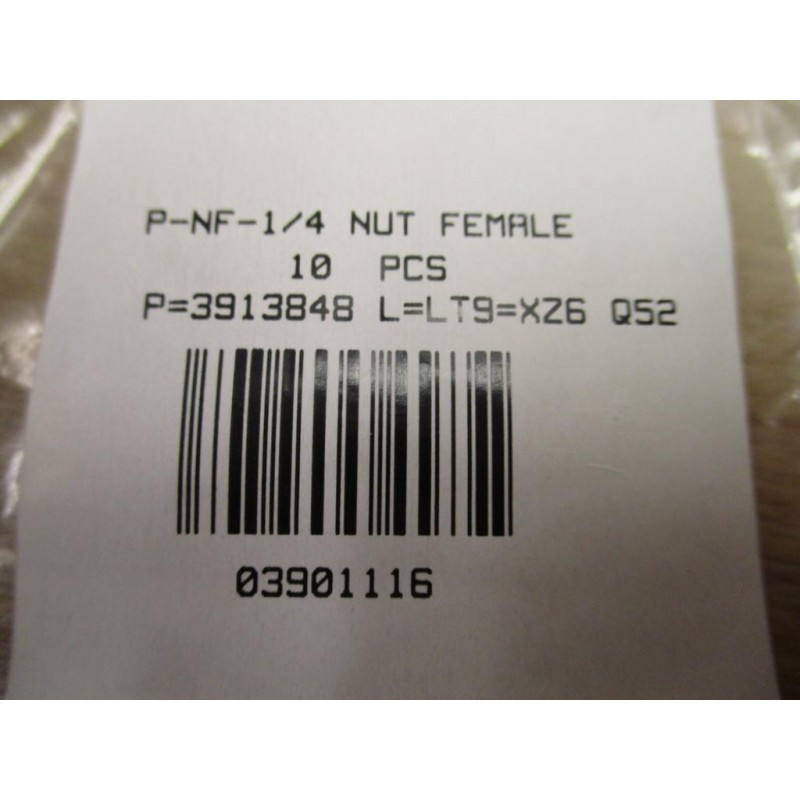 P-NF-1/4 NUT FEMALE
10 PCS
P=3913848 L=LT9=XZ6 Q52
03901116